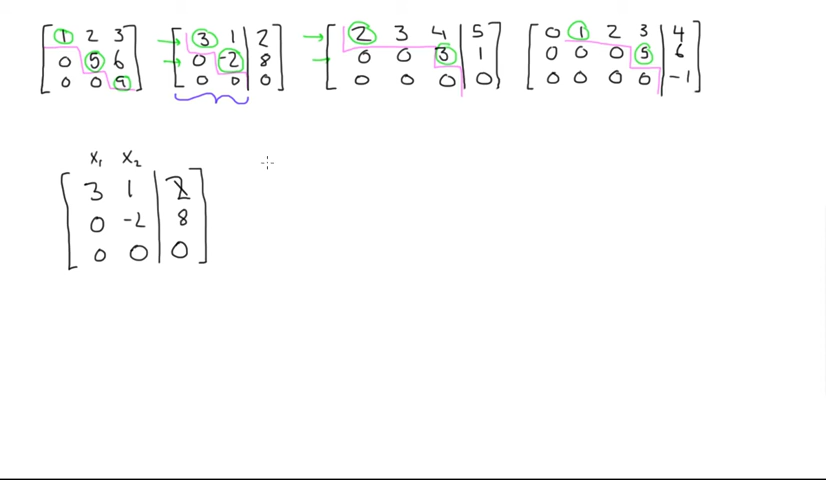 1 2 3
0 5 6
0 0 9
→ 3 1 | 2
→ 0 -2 | 8
0 0 | 0
→ 2 3 4 | 5
→ 0 0 3 | 1
0 0 0 | 0
0 1 2 3 | 4
0 0 0 5 | 6
0 0 0 0 | -1
x₁ x₂
3 1 | 2
0 -2 | 8
0 0 | 0